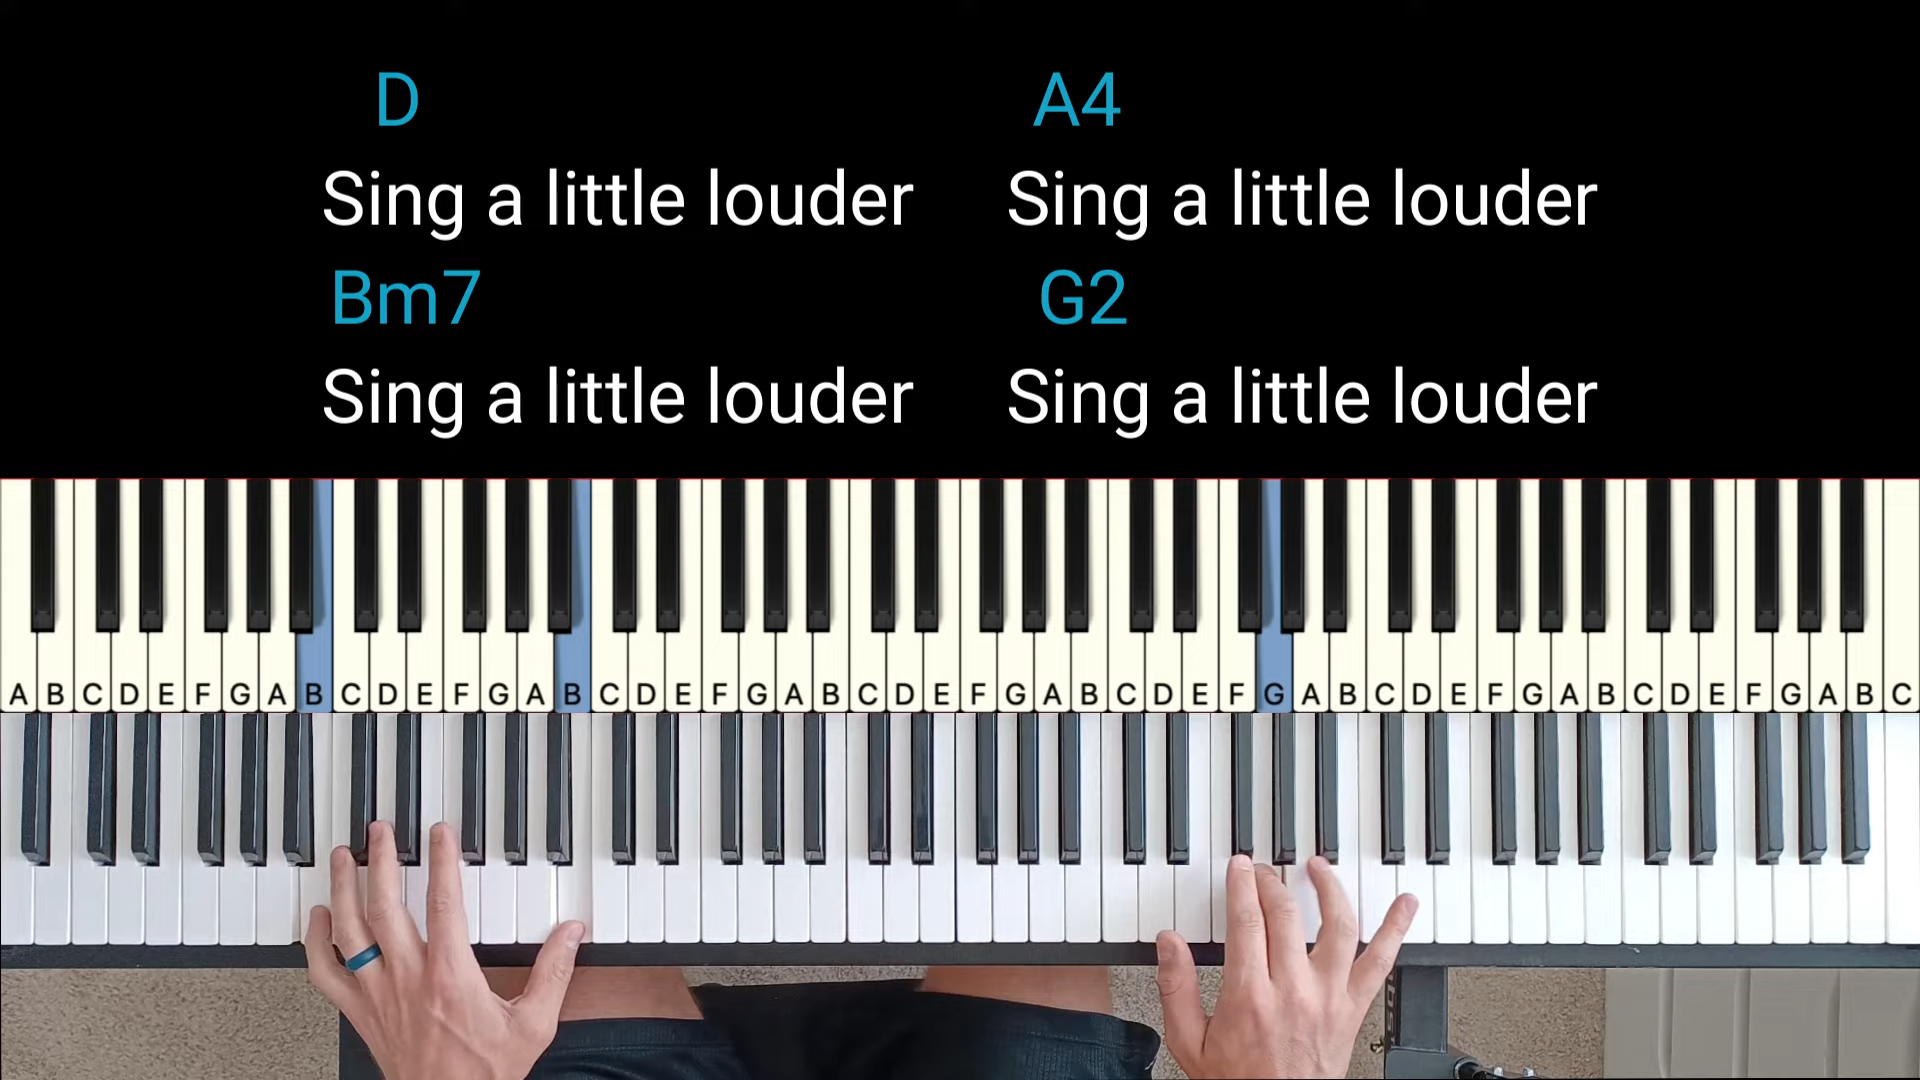 D A4
Sing a little louder Sing a little louder
Bm7 G2
Sing a little louder Sing a little louder
A B C D E F G A B C D E F G A B C D E F G A B C D E F G A B C D E F G A B C D E F G A B C D E F G A B C